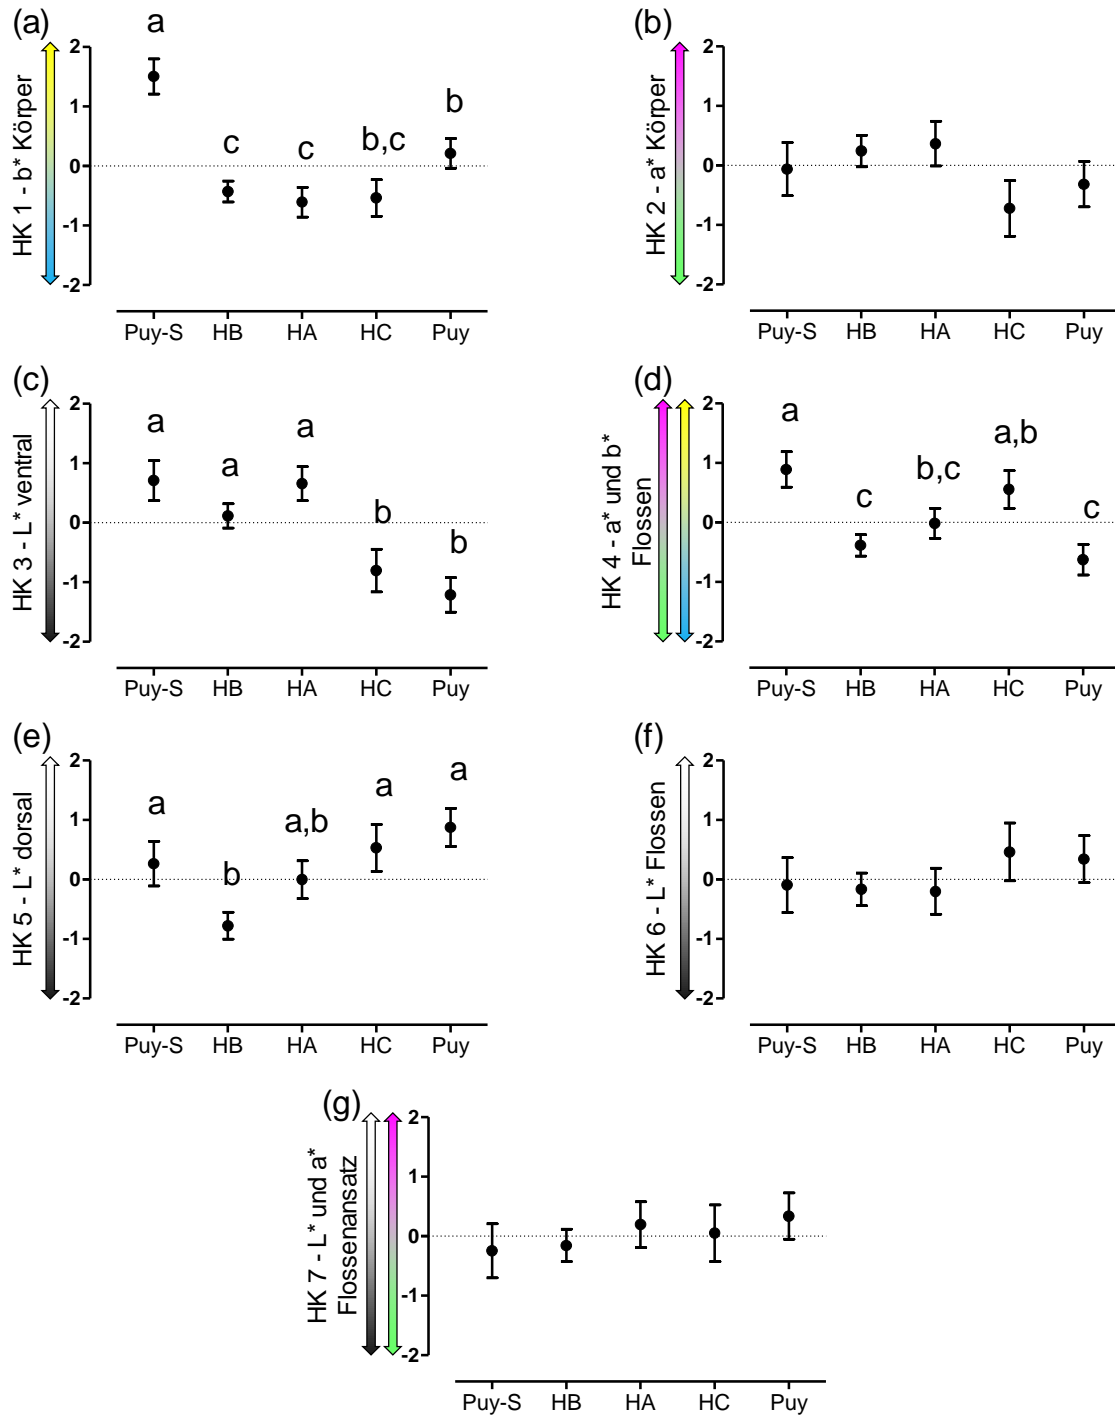 (a)
a
c
c
b,c
b
HK 1 - b* Körper
2
1
0
-1
-2
Puy-S HB HA HC Puy
(b)
HK 2 - a* Körper
2
1
0
-1
-2
Puy-S HB HA HC Puy
(c)
a
a
a
b
b
HK 3 - L* ventral
2
1
0
-1
-2
Puy-S HB HA HC Puy
(d)
a
c
b,c
a,b
c
HK 4 - a* und b*
Flossen
2
1
0
-1
-2
Puy-S HB HA HC Puy
(e)
a
b
a,b
a
a
HK 5 - L* dorsal
2
1
0
-1
-2
Puy-S HB HA HC Puy
(f)
HK 6 - L* Flossen
2
1
0
-1
-2
Puy-S HB HA HC Puy
(g)
HK 7 - L* und a*
Flossenansatz
2
1
0
-1
-2
Puy-S HB HA HC Puy